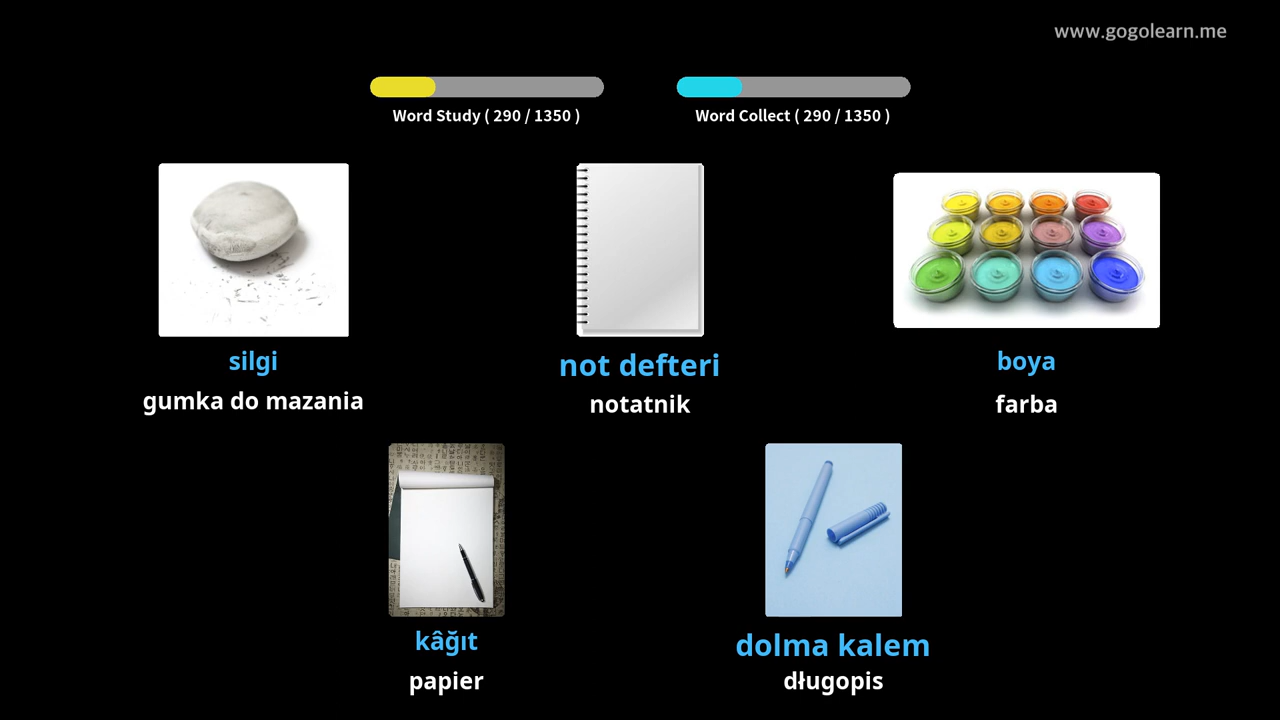 www.gogolearn.me
Word Study ( 290 / 1350 )
Word Collect ( 290 / 1350 )
silgi
gumka do mazania
not defteri
notatnik
boya
farba
kâğıt
papier
dolma kalem
długopis